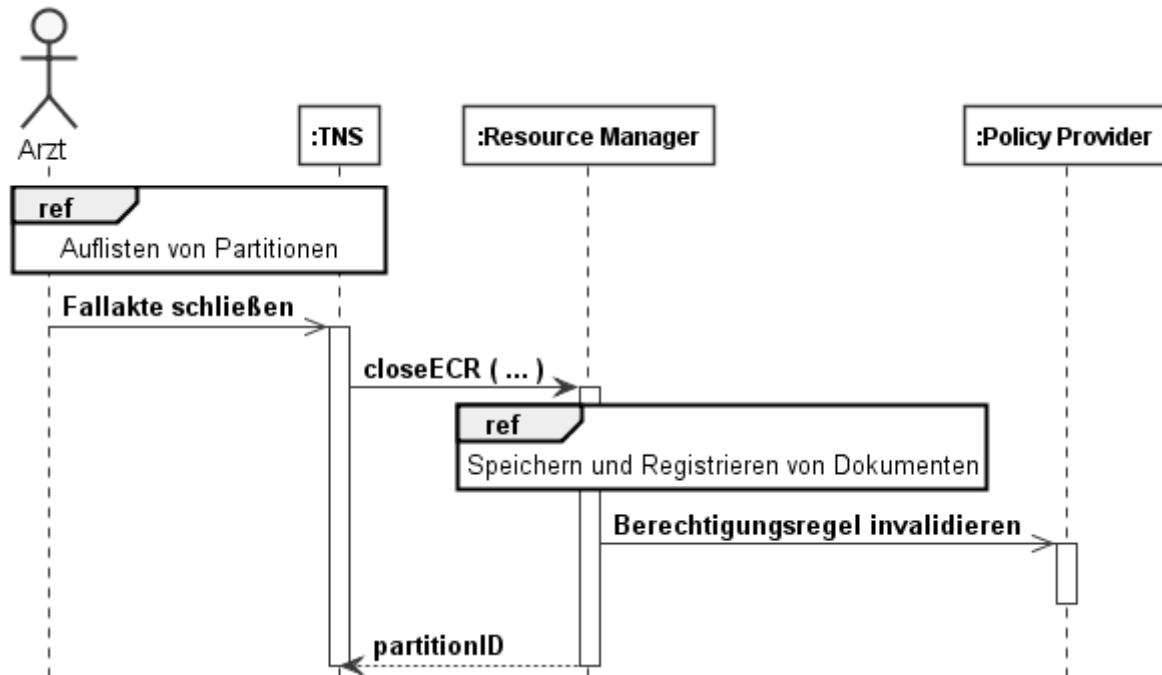 Arzt
:TNS
:Resource Manager
:Policy Provider
ref
Auflisten von Partitionen
Fallakte schließen
closeECR ( ... )
ref
Speichern und Registrieren von Dokumenten
Berechtigungsregel invalidieren
partitionID